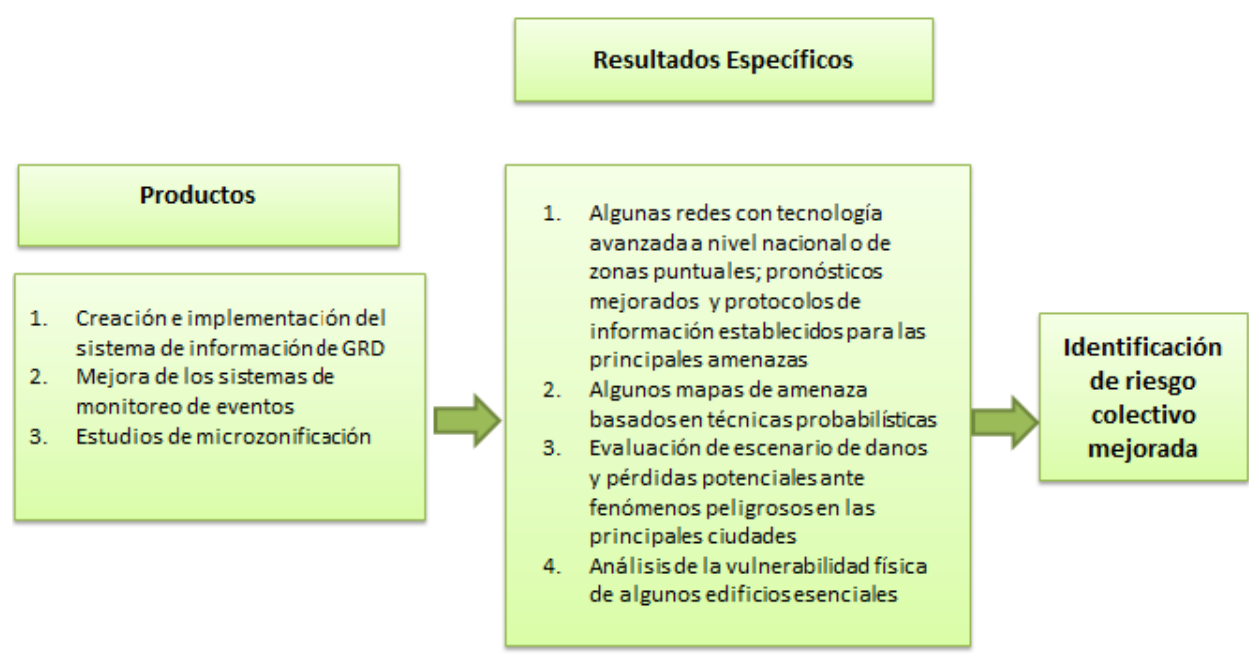 Resultados Específicos
Productos
1. Creación e implementación del
sistema de información de GRD
2. Mejora de los sistemas de
monitoreo de eventos
3. Estudios de microzonificación
1. Algunas redes con tecnología
avanzada a nivel nacional o de
zonas puntuales; pronósticos
mejorados y protocolos de
información establecidos para las
principales amenazas
2. Algunos mapas de amenaza
basados en técnicas probabilísticas
3. Evaluación de escenario de danos
y pérdidas potenciales ante
fenómenos peligrosos en las
principales ciudades
4. Análisis de la vulnerabilidad física
de algunos edificios esenciales
Identificación
de riesgo
colectivo
mejorada